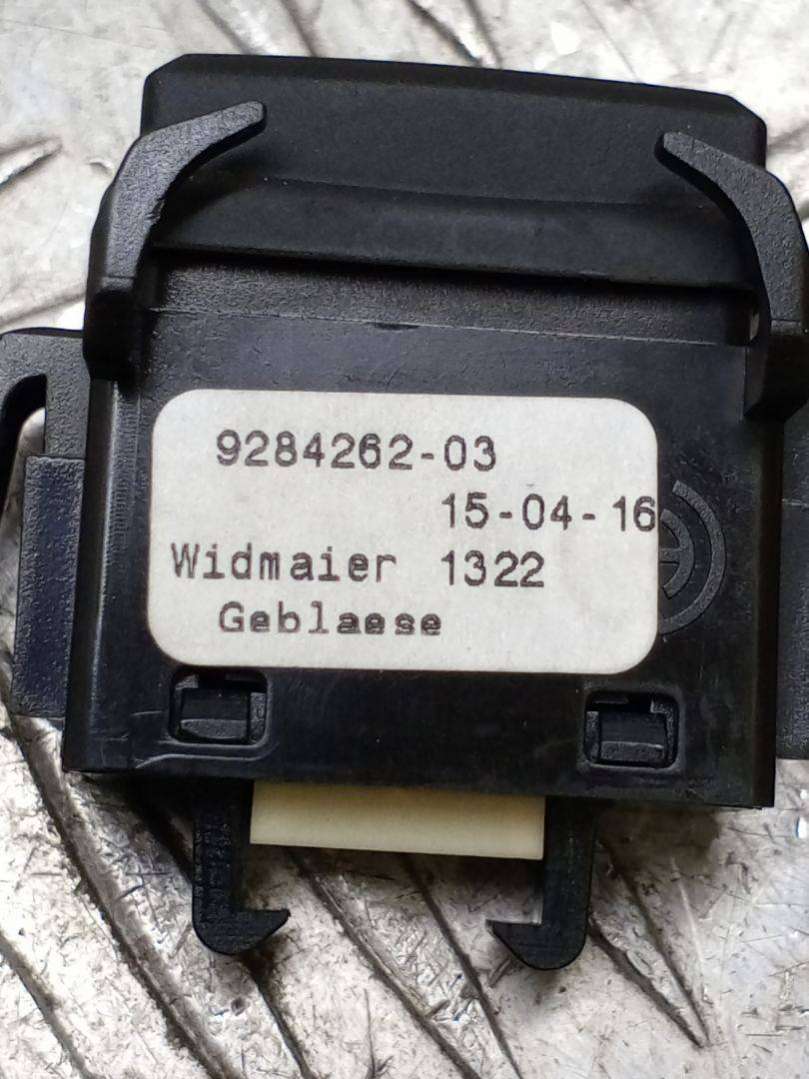 9284262-03
15-04-16
Widmaier 1322
Geblaese